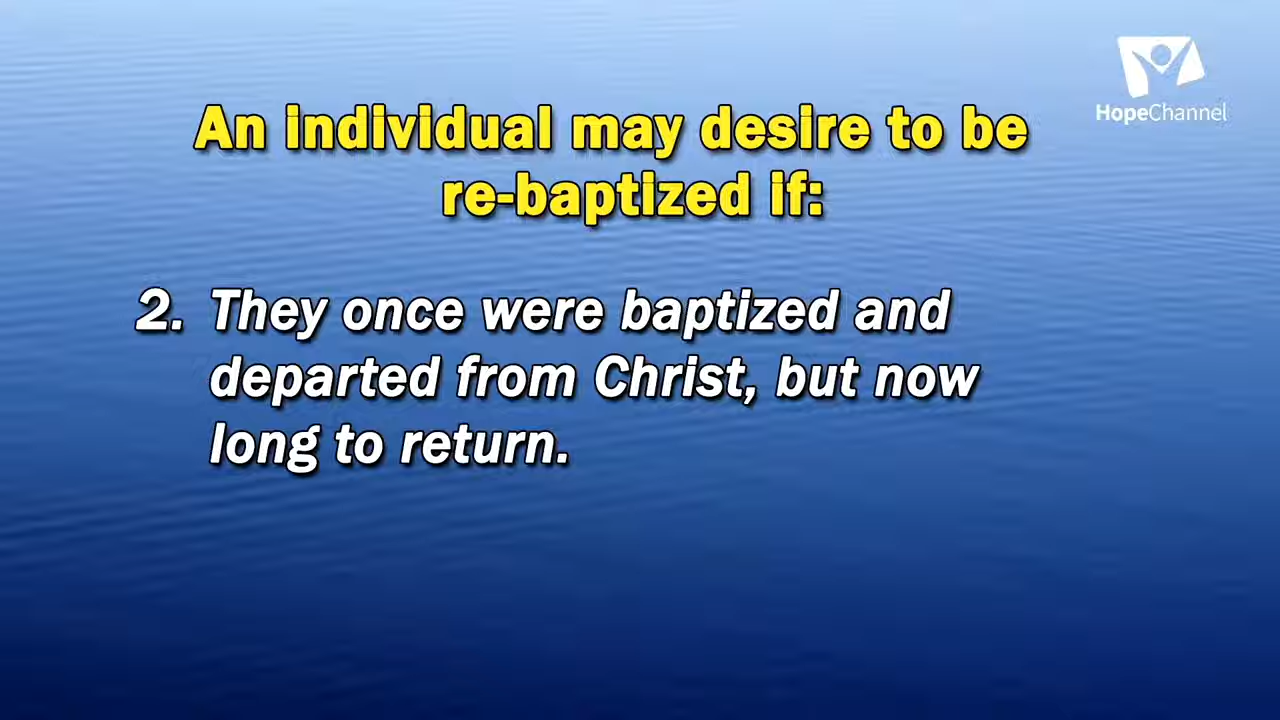 HopeChannel
An individual may desire to be
re-baptized if:
2. They once were baptized and
departed from Christ, but now
long to return.